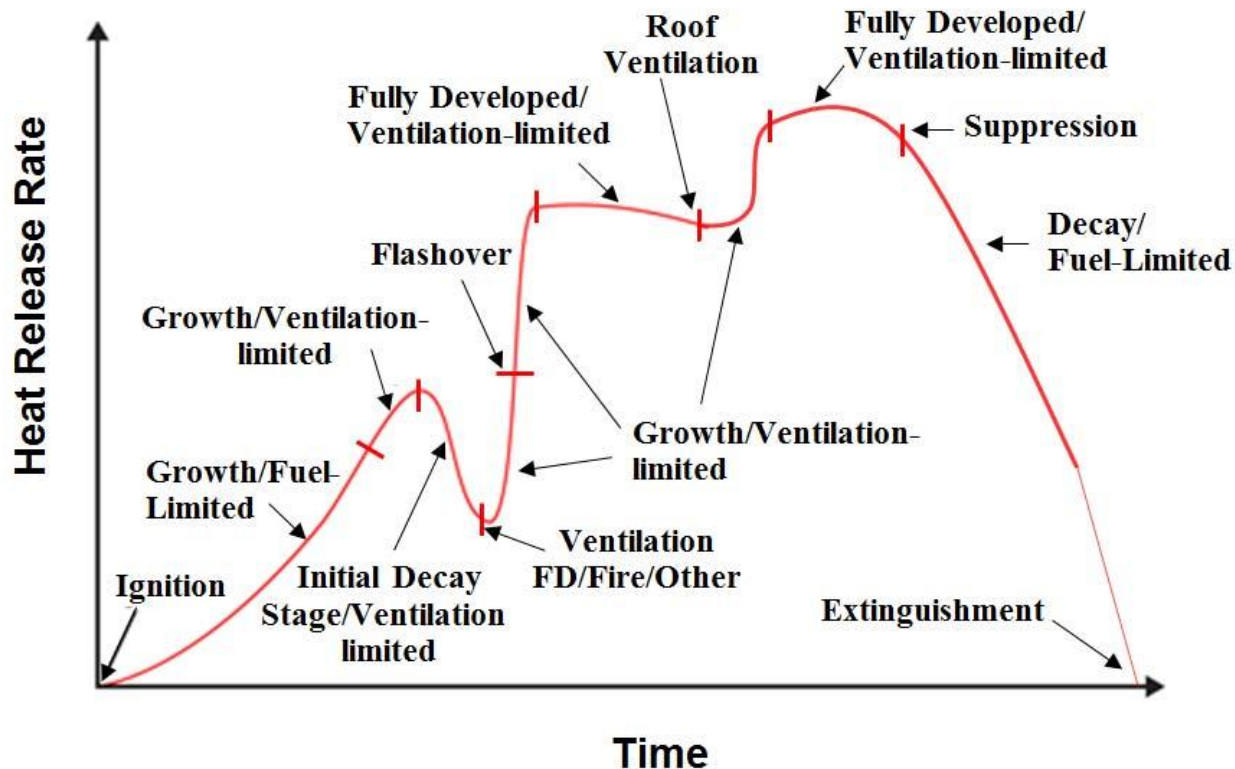 Heat Release Rate
Roof
Ventilation
Fully Developed/
Ventilation-limited
Fully Developed/
Ventilation-limited
Suppression
Decay/
Fuel-Limited
Flashover
Growth/Ventilation-
limited
Growth/Fuel-
Limited
Growth/Ventilation-
limited
Ignition
Initial Decay
Stage/Ventilation
limited
Ventilation
FD/Fire/Other
Extinguishment
Time